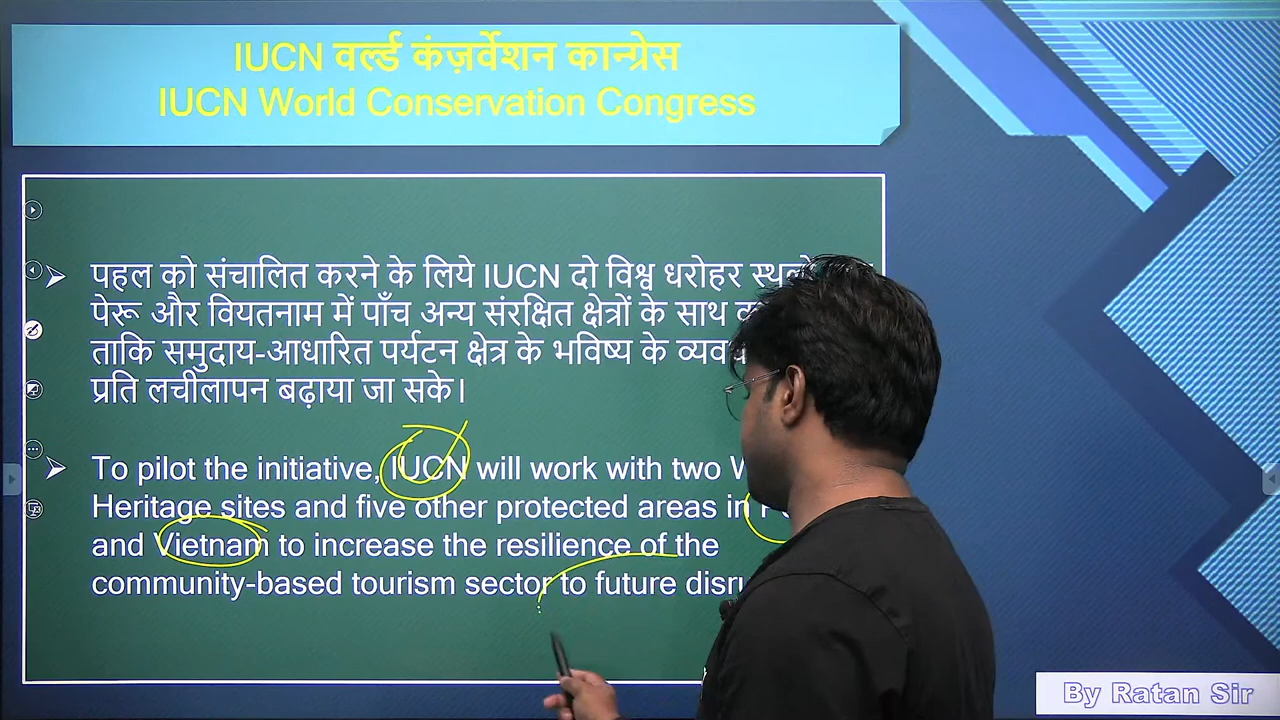 IUCN वर्ल्ड कंज़र्वेशन कान्ग्रेस
IUCN World Conservation Congress
पहल को संचालित करने के लिये IUCN दो विश्व धरोहर
पेरू और वियतनाम में पाँच अन्य संरक्षित क्षेत्रों के साथ
ताकि समुदाय-आधारित पर्यटन क्षेत्र के भविष्य के
प्रति लचीलापन बढ़ाया जा सके।
To pilot the initiative, IUCN will work with two
Heritage sites and five other protected areas in
and Vietnam to increase the resilience of the
community-based tourism sector to future
By Ratan Sir